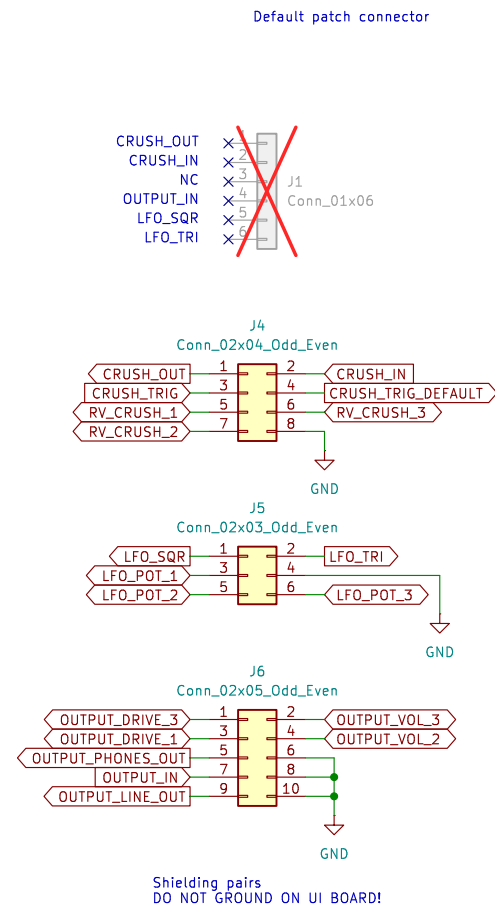 Default patch connector
CRUSH_OUT 1
CRUSH_IN 2
NC 3 J1
OUTPUT_IN 4 Conn_01x06
LFO_SQR 5
LFO_TRI 6
J4
Conn_02x04_Odd_Even
CRUSH_OUT 1 2 CRUSH_IN
CRUSH_TRIG 3 4 CRUSH_TRIG_DEFAULT
RV_CRUSH_1 5 6 RV_CRUSH_3
RV_CRUSH_2 7 8
GND
J5
Conn_02x03_Odd_Even
LFO_SQR 1 2 LFO_TRI
LFO_POT_1 3 4
LFO_POT_2 5 6 LFO_POT_3
GND
J6
Conn_02x05_Odd_Even
OUTPUT_DRIVE_3 1 2 OUTPUT_VOL_3
OUTPUT_DRIVE_1 3 4 OUTPUT_VOL_2
OUTPUT_PHONES_OUT 5 6
OUTPUT_IN 7 8
OUTPUT_LINE_OUT 9 10
GND
Shielding pairs
DO NOT GROUND ON UI BOARD!